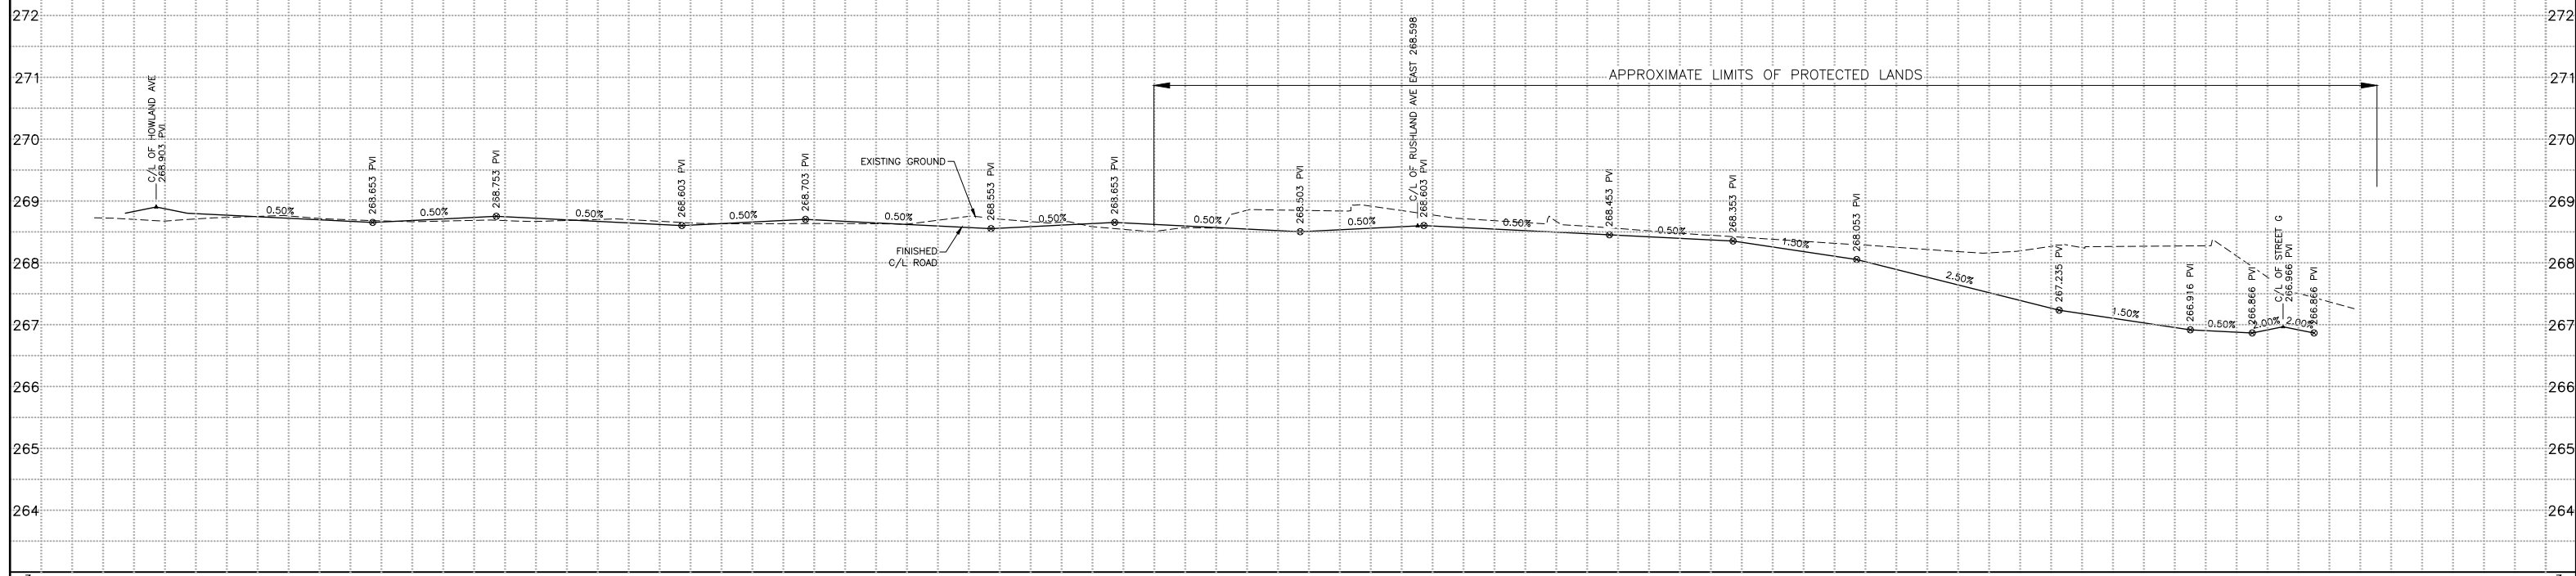 272
272
271
APPROXIMATE LIMITS OF PROTECTED LANDS
271
270
270
269
269
268
268
267
267
266
266
265
265
264
264
C/L OF HOWLAND AVE
268.903 PVI
0.50%
268.653 PVI
0.50%
268.753 PVI
0.50%
268.603 PVI
0.50%
268.703 PVI
0.50%
EXISTING GROUND
FINISHED
C/L ROAD
268.553 PVI
0.50%
268.653 PVI
0.50%
268.503 PVI
0.50%
C/L OF RUSHLAND AVE EAST 268.598
268.603 PVI
0.50%
268.453 PVI
0.50%
268.353 PVI
1.50%
268.053 PVI
2.50%
267.235 PVI
1.50%
266.916 PVI
0.50%
266.866 PVI
2.00%
C/L OF STREET G
266.966 PVI
2.00%
266.866 PVI